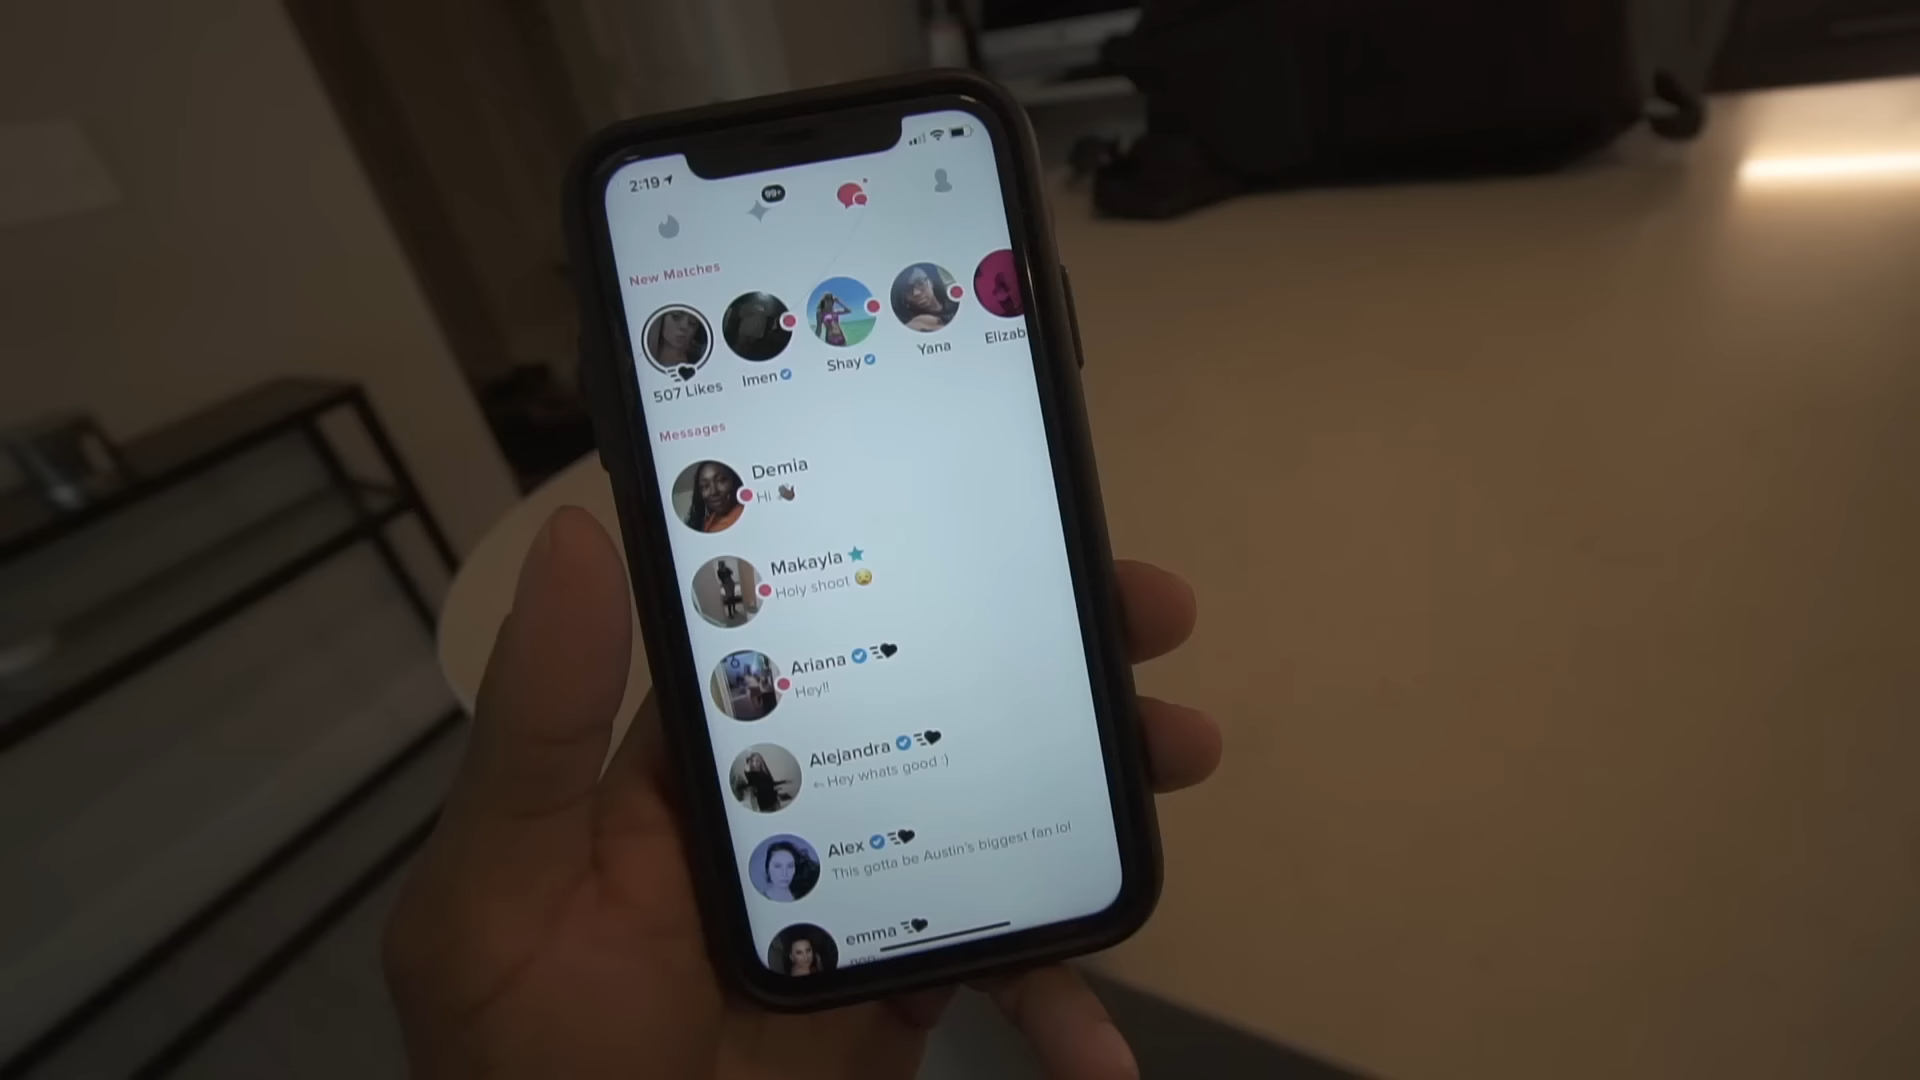 2:19
99+
New Matches
507 Likes
Imen
Shay
Yana
Elizab
Messages
Demia
Hi 👋🏿
Makayla
Holy shoot 😩
Ariana
Hey!!
Alejandra
Hey whats good :)
Alex
This gotta be Austin's biggest fan lol
emma